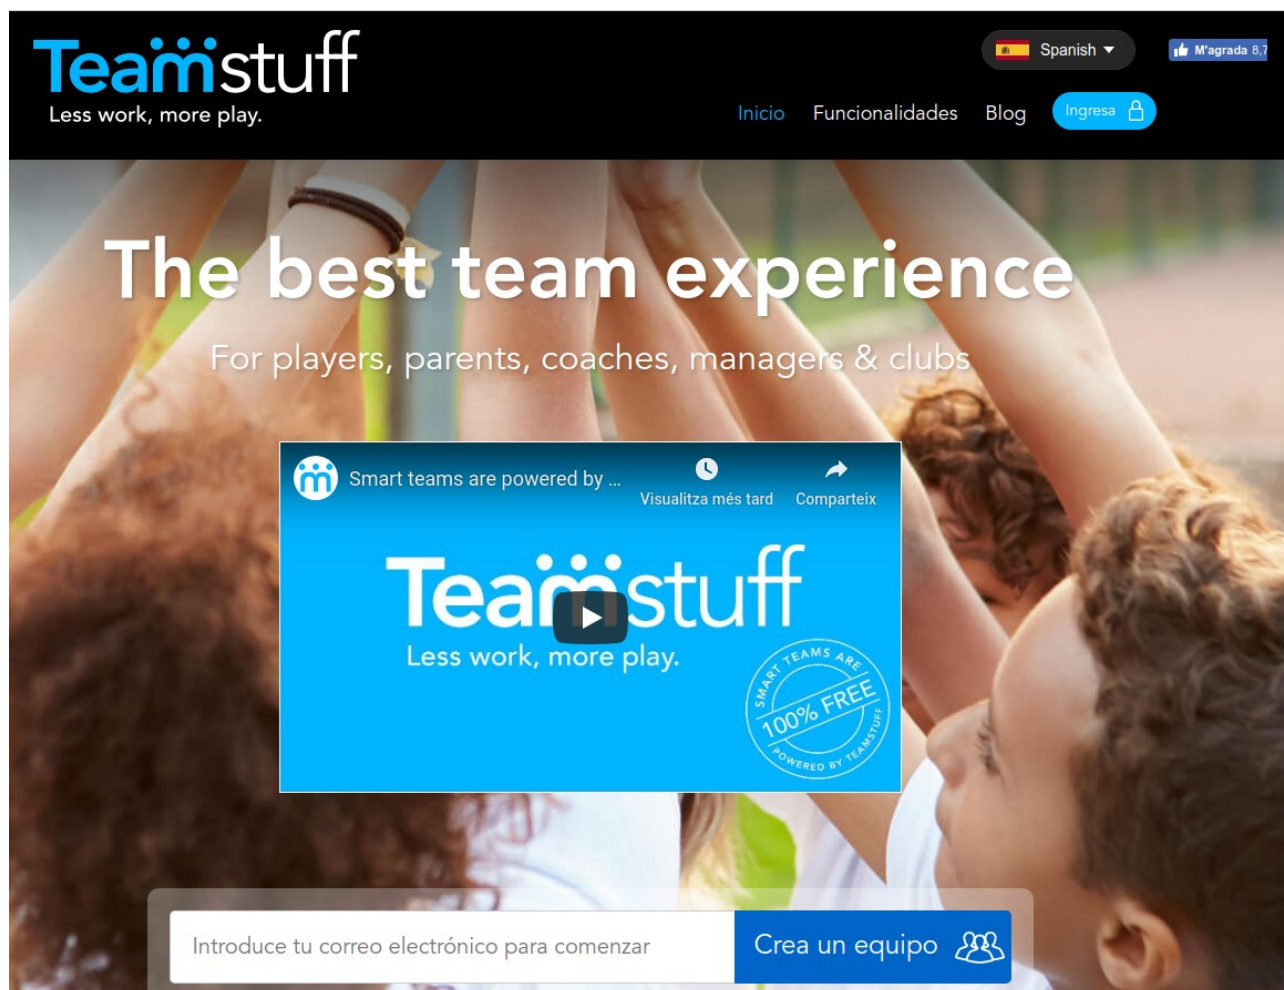 Teamstuff
Less work, more play.
Spanish
M'agrada 8,7
Inicio Funcionalidades Blog Ingresa
The best team experience
For players, parents, coaches, managers & clubs
Smart teams are powered by ...
Visualitza més tard Comparteix
Teamstuff
Less work, more play.
SMART TEAMS ARE
100% FREE
POWERED BY TEAMSTUFF
Introduce tu correo electrónico para comenzar
Crea un equipo